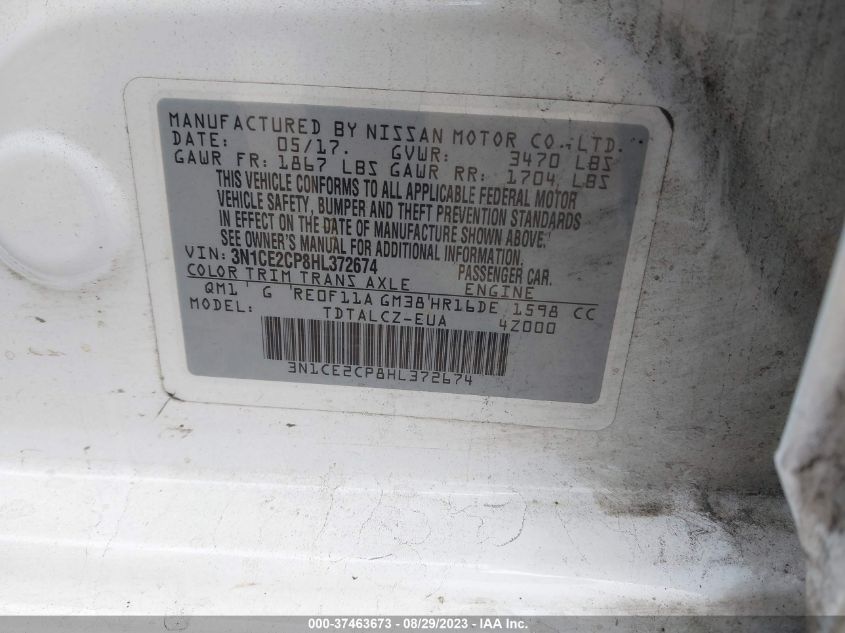 MANUFACTURED BY NISSAN MOTOR CO.,LTD.
DATE: 05/17. GVWR: 3470 LBS
GAWR FR: 1867 LBS GAWR RR: 1704 LBS
THIS VEHICLE CONFORMS TO ALL APPLICABLE FEDERAL MOTOR
VEHICLE SAFETY, BUMPER AND THEFT PREVENTION STANDARDS
IN EFFECT ON THE DATE OF MANUFACTURE SHOWN ABOVE.
SEE OWNER'S MANUAL FOR ADDITIONAL INFORMATION.
VIN: 3N1CE2CP8HL372674 PASSENGER CAR.
COLOR TRIM TRANS AXLE ENGINE
QM1 G RE0F11A GM38 HR16DE 1598 CC
MODEL: TDTALCZ-EUA 4Z000
3N1CE2CP8HL372674
000-37463673 - 08/29/2023 - IAA Inc.